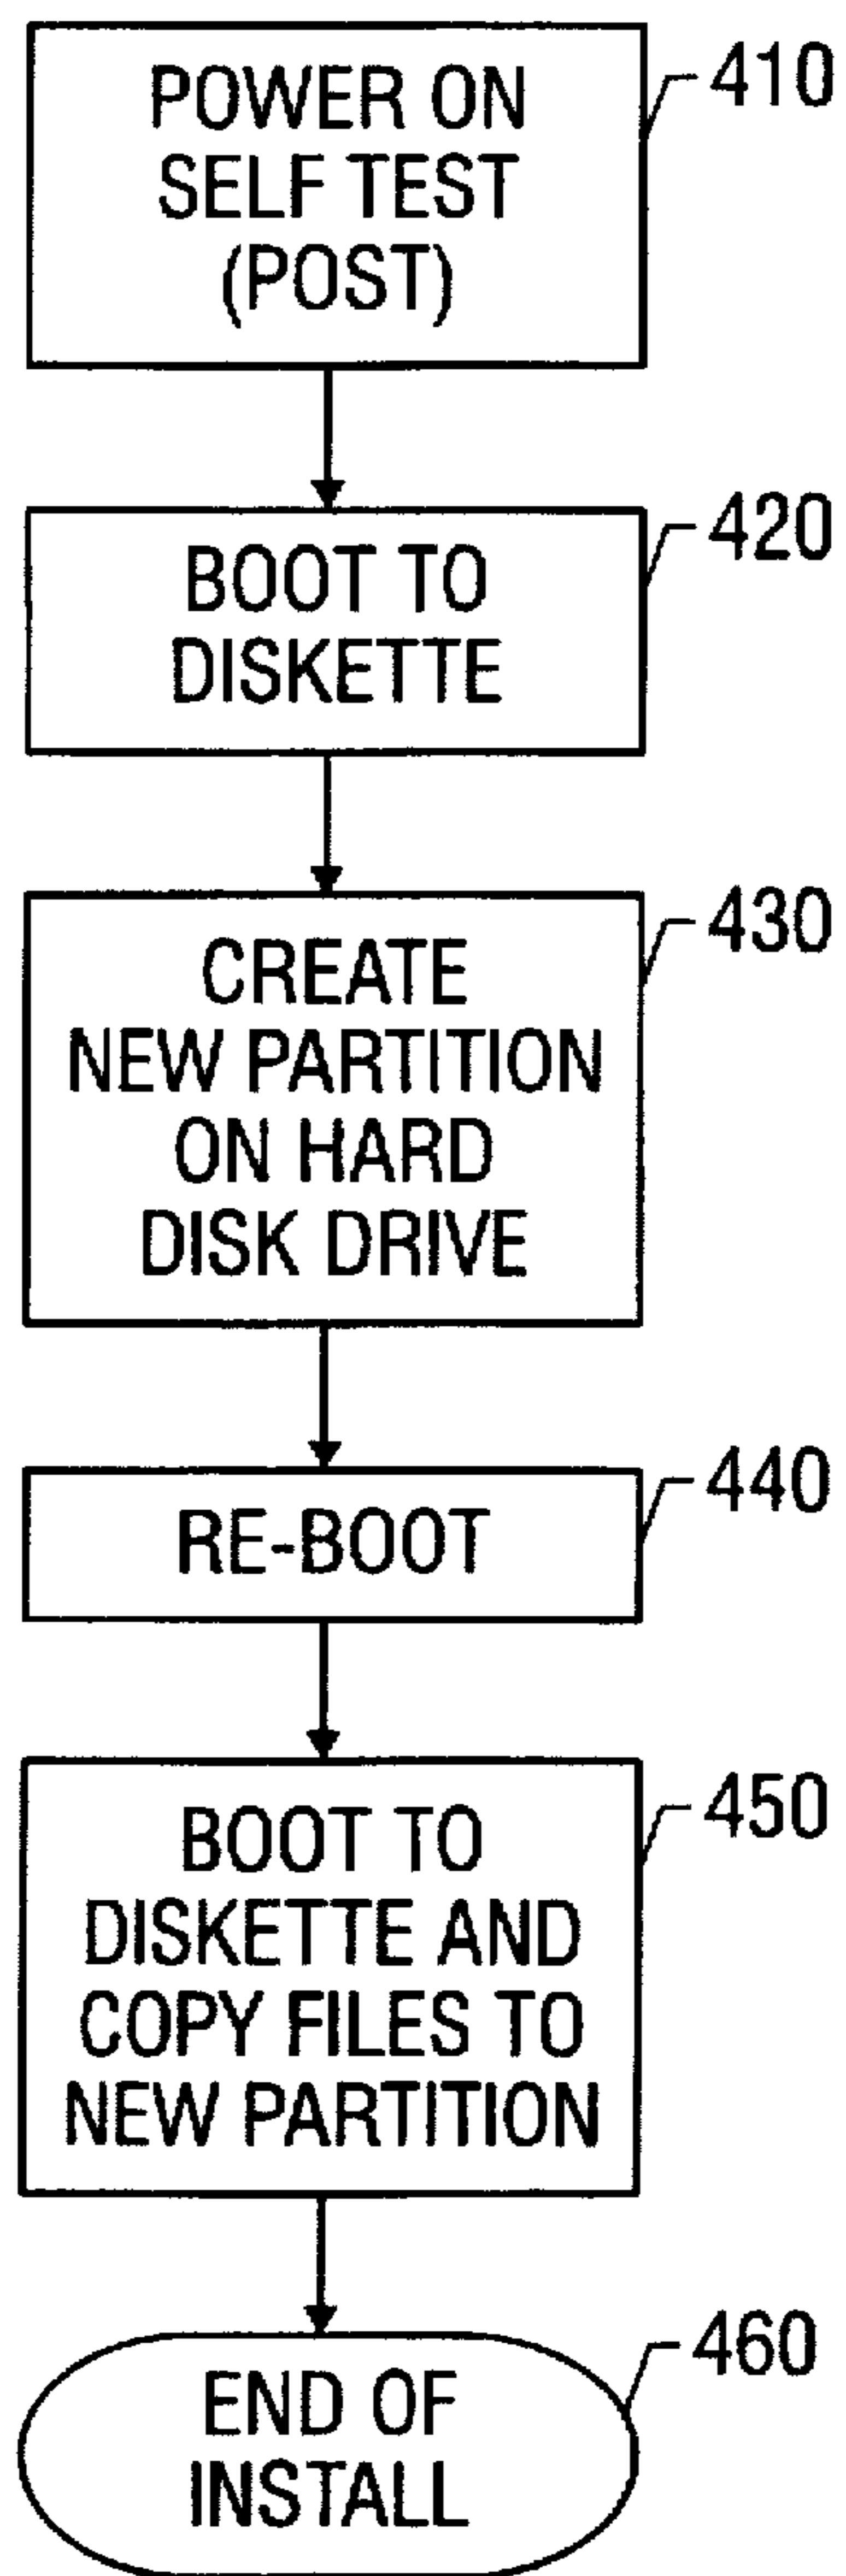 POWER ON
SELF TEST
(POST)
410
BOOT TO
DISKETTE
420
CREATE
NEW PARTITION
ON HARD
DISK DRIVE
430
RE-BOOT
440
BOOT TO
DISKETTE AND
COPY FILES TO
NEW PARTITION
450
END OF
INSTALL
460